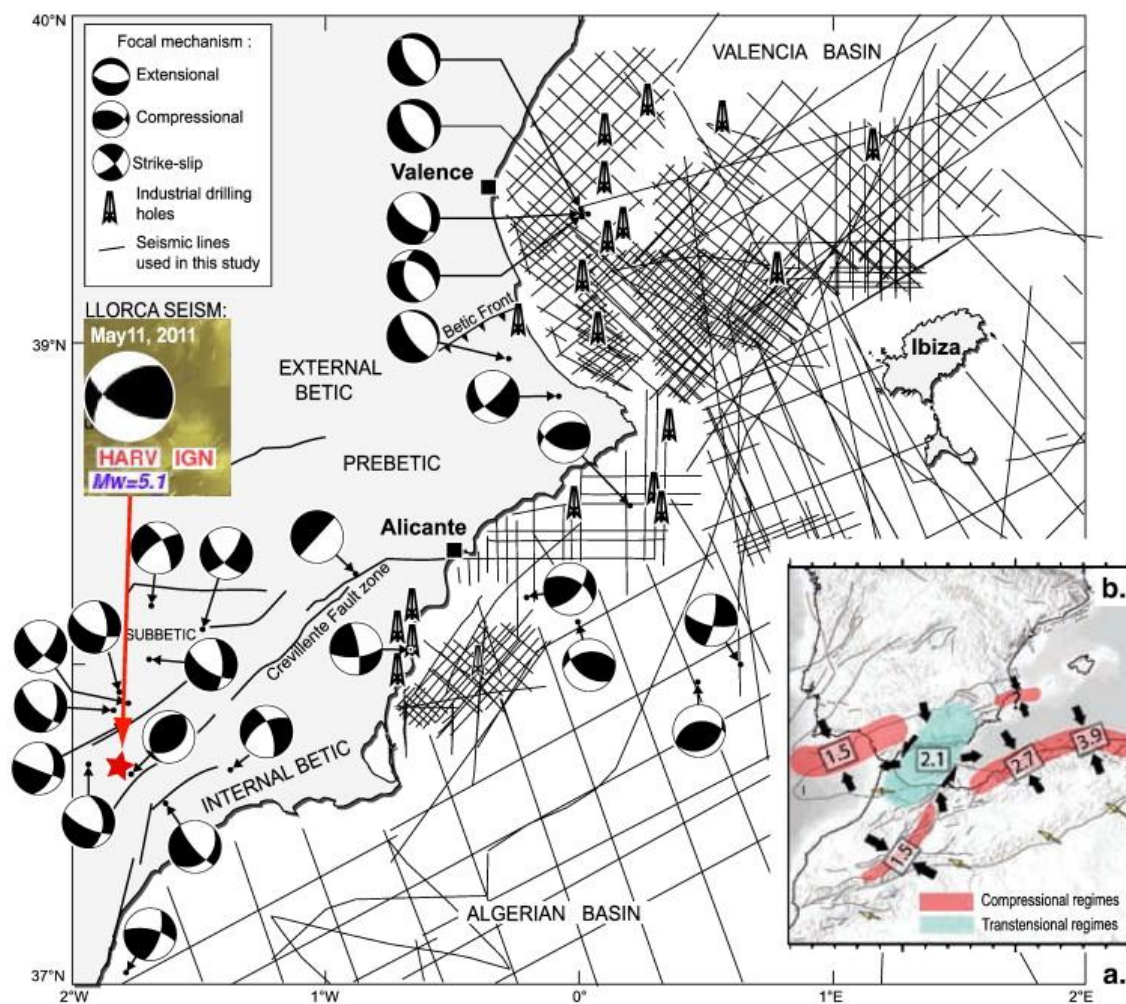 40°N
Focal mechanism :
Extensional
Compressional
Strike-slip
Industrial drilling
holes
Seismic lines
used in this study
VALENCIA BASIN
Valence
LLORCA SEISM:
May11, 2011
HARV IGN
Mw=5.1
39°N
Betic Front
EXTERNAL
BETIC
Ibiza
PREBETIC
Alicante
Crevillente Fault zone
SUBBETIC
INTERNAL BETIC
ALGERIAN BASIN
b.
1.5
2.1
2.7
3.9
1.5
Compressional regimes
Transtensional regimes
a.
37°N
2°W
1°W
0°
1°E
2°E